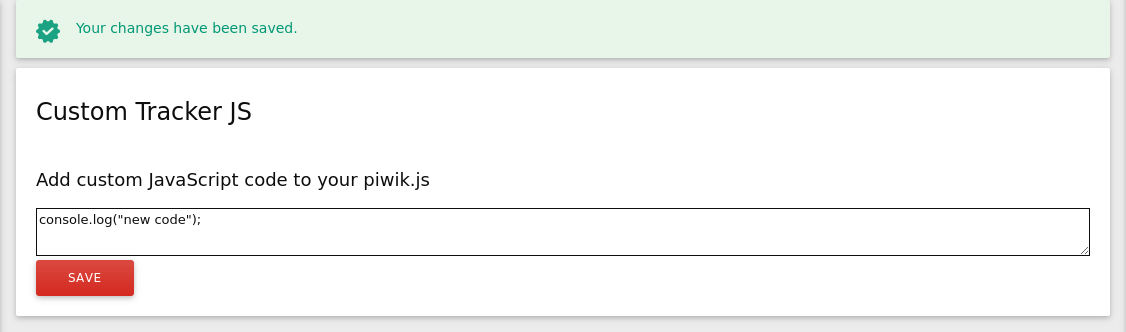 Your changes have been saved.
Custom Tracker JS
Add custom JavaScript code to your piwik.js
console.log("new code");
SAVE